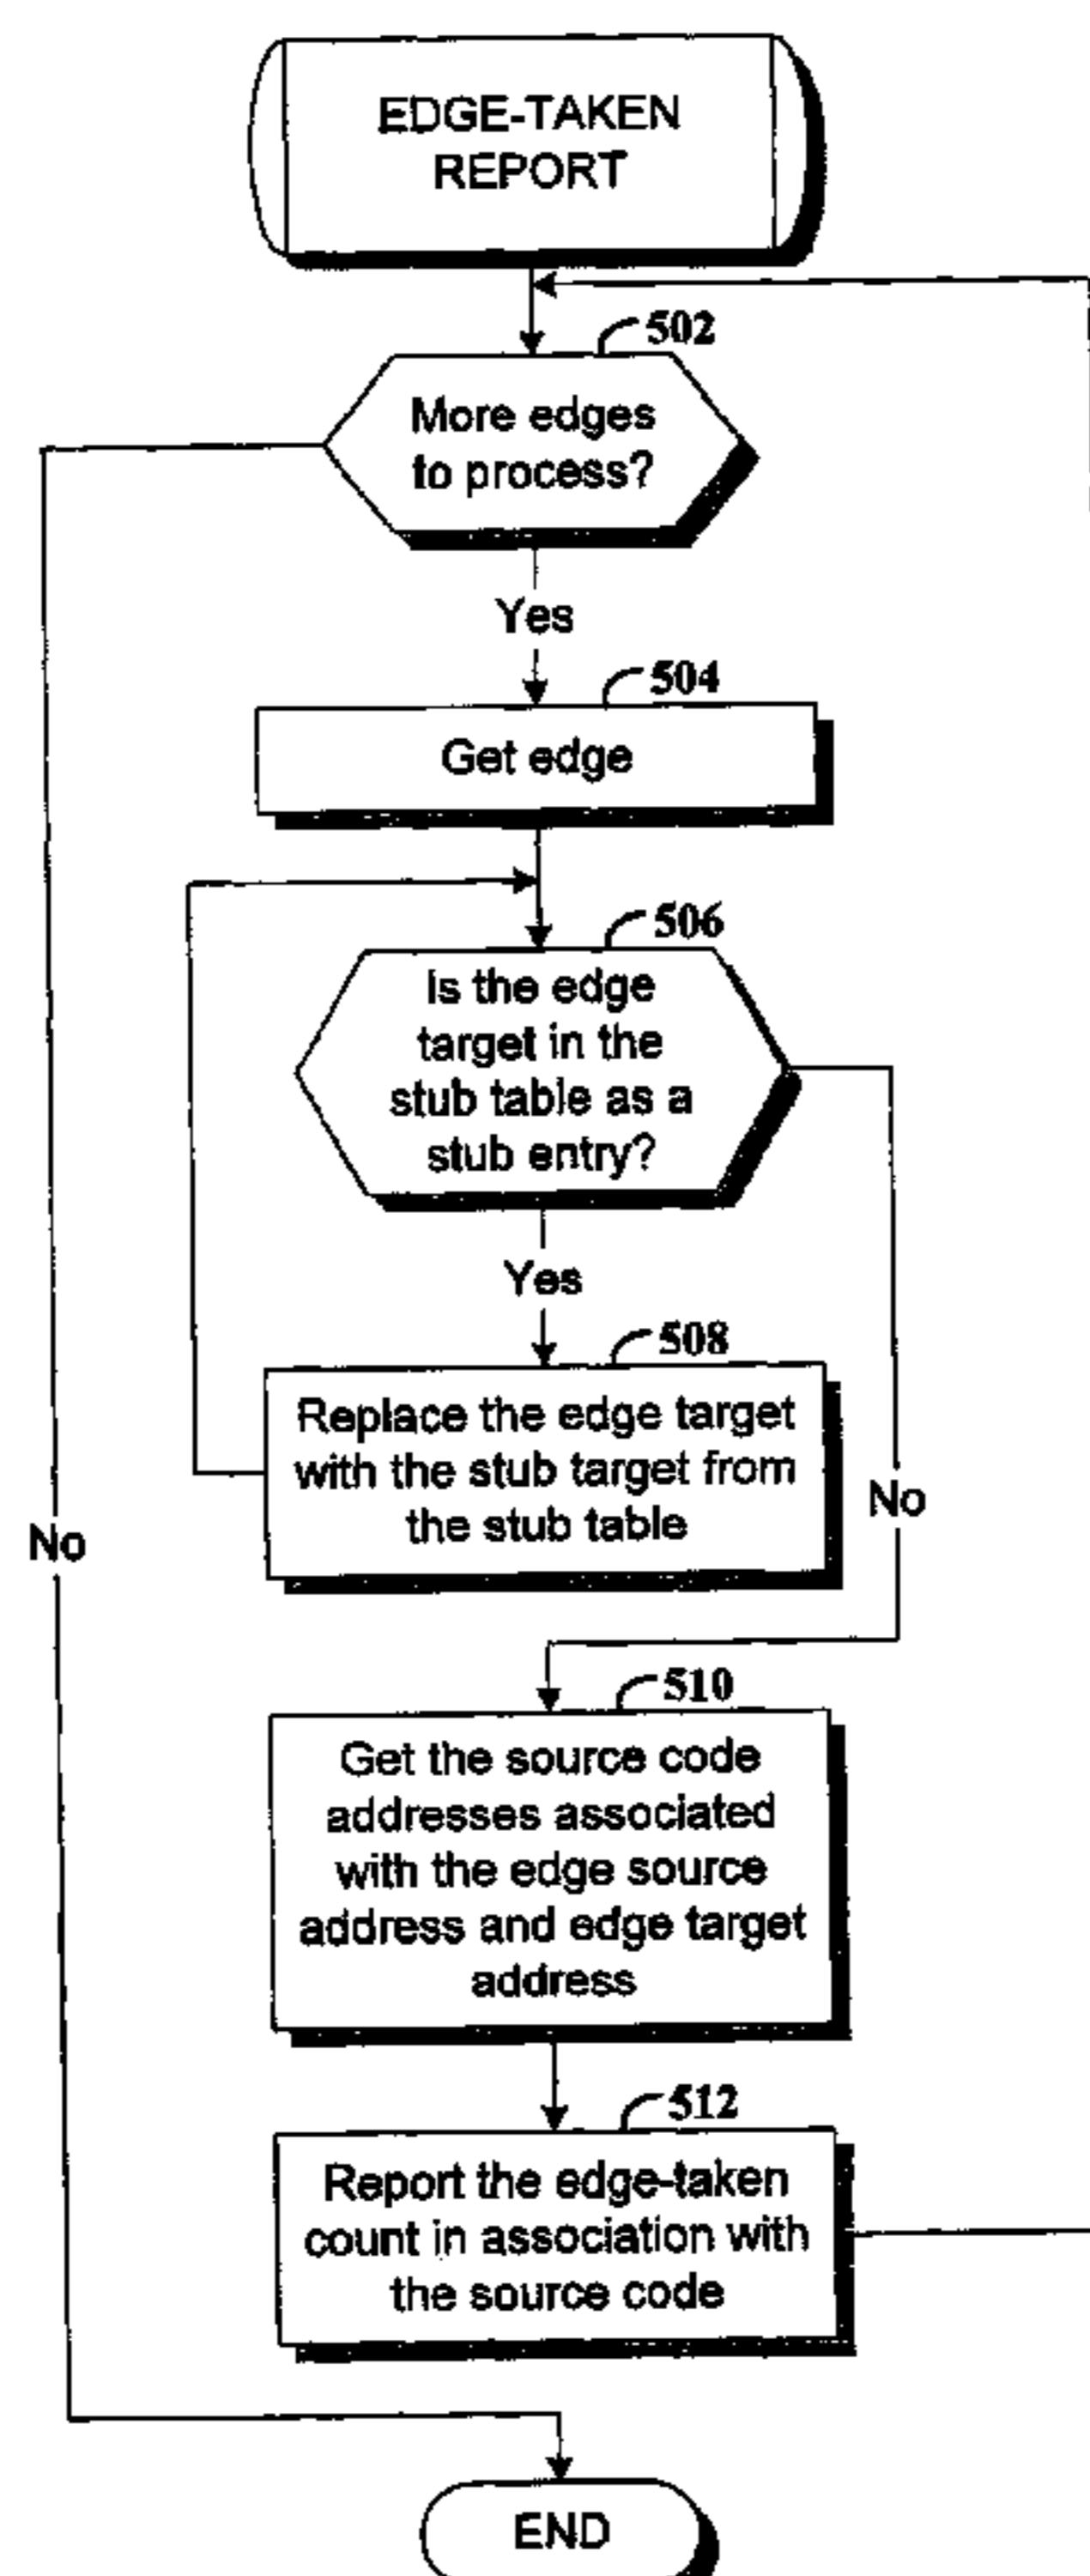 EDGE-TAKEN
REPORT
502
More edges
to process?
Yes
504
Get edge
506
Is the edge
target in the
stub table as a
stub entry?
Yes
508
Replace the edge target
with the stub target from
the stub table
No
No
510
Get the source code
addresses associated
with the edge source
address and edge target
address
512
Report the edge-taken
count in association with
the source code
END